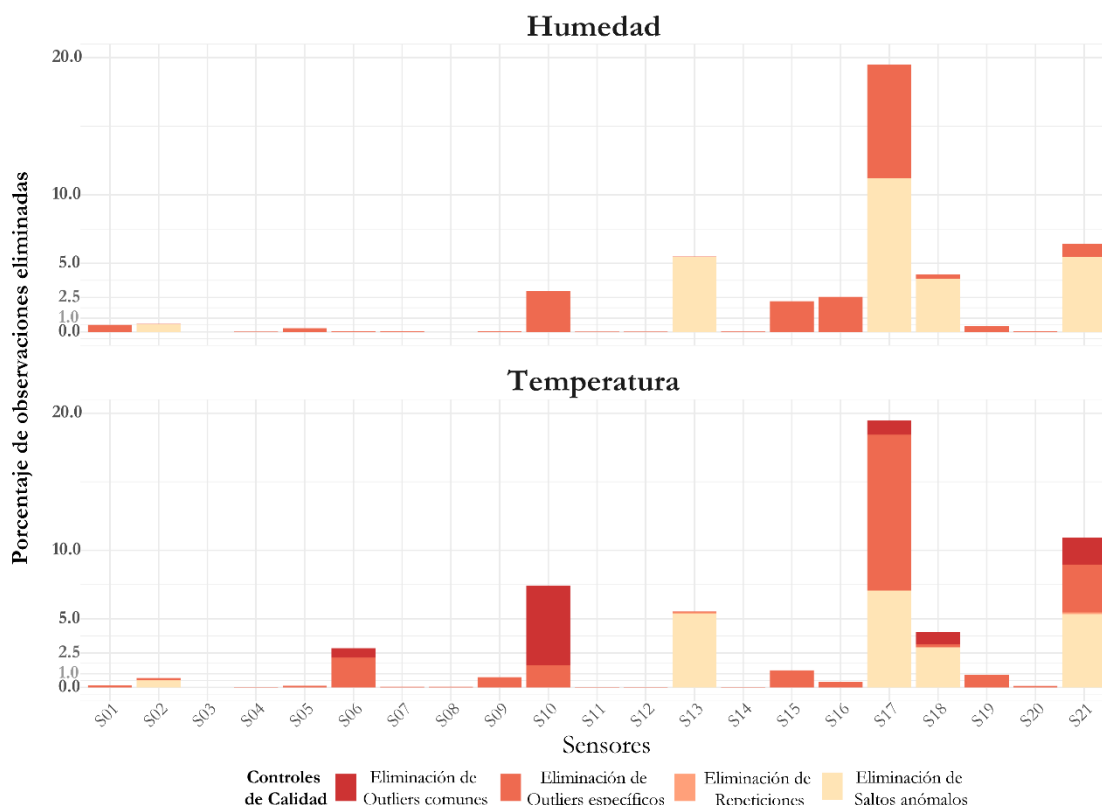 Humedad
Porcentaje de observaciones eliminadas
20.0
10.0
5.0
2.5
1.0
0.0
Temperatura
20.0
10.0
5.0
2.5
1.0
0.0
S01 S02 S03 S04 S05 S06 S07 S08 S09 S10 S11 S12 S13 S14 S15 S16 S17 S18 S19 S20 S21
Sensores
Controles
de Calidad
Eliminación de
Outliers comunes
Eliminación de
Outliers específicos
Eliminación de
Repeticiones
Eliminación de
Saltos anómalos